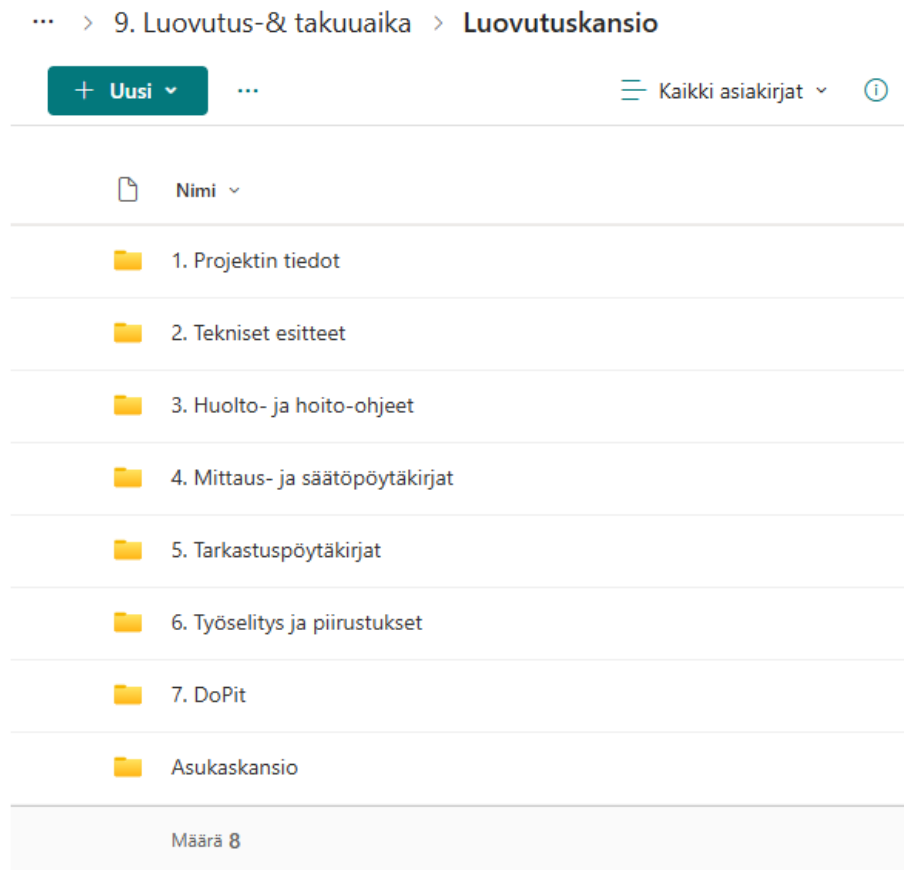 ... > 9. Luovutus-& takuuaika > Luovutuskansio
+ Uusi ... Kaikki asiakirjat
Nimi
1. Projektin tiedot
2. Tekniset esitteet
3. Huolto- ja hoito-ohjeet
4. Mittaus- ja säätöpöytäkirjat
5. Tarkastuspöytäkirjat
6. Työselitys ja piirustukset
7. DoPit
Asukaskansio
Määrä 8